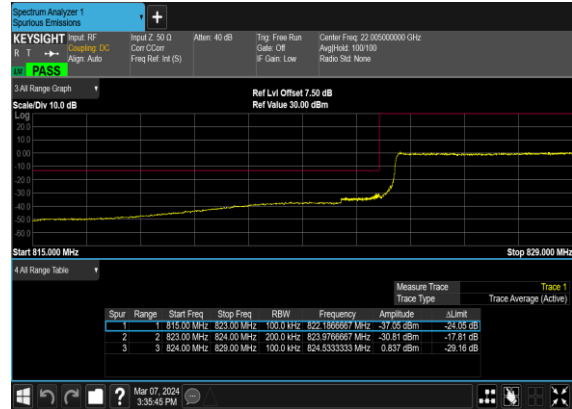 Spectrum Analyzer 1
Spurious Emissions
+
KEYSIGHT Input: RF Input Z: 50 Ω Atten: 40 dB Trig: Free Run Center Freq: 22.005000000 GHz
R T Coupling: DC Corr CCorr Gate: Off Avg|Hold: 100/100
Align: Auto Freq Ref: Int (S) IF Gain: Low Radio Std: None
LM PASS
3 All Range Graph
Ref Lvl Offset 7.50 dB
Scale/Div 10.0 dB Ref Value 30.00 dBm
Log
20.0
10.0
0.00
-10.0
-20.0
-30.0
-40.0
-50.0
-60.0
Start 815.000 MHz Stop 829.000 MHz
4 All Range Table
Measure Trace Trace 1
Trace Type Trace Average (Active)
Spur Range Start Freq Stop Freq RBW Frequency Amplitude ΔLimit
1 1 815.00 MHz 823.00 MHz 100.0 kHz 822.1866667 MHz -37.05 dBm -24.05 dB
2 2 823.00 MHz 824.00 MHz 200.0 kHz 823.9766667 MHz -30.81 dBm -17.81 dB
3 3 824.00 MHz 829.00 MHz 100.0 kHz 824.5333333 MHz 0.837 dBm -29.16 dB
? Mar 07, 2024
3:35:45 PM